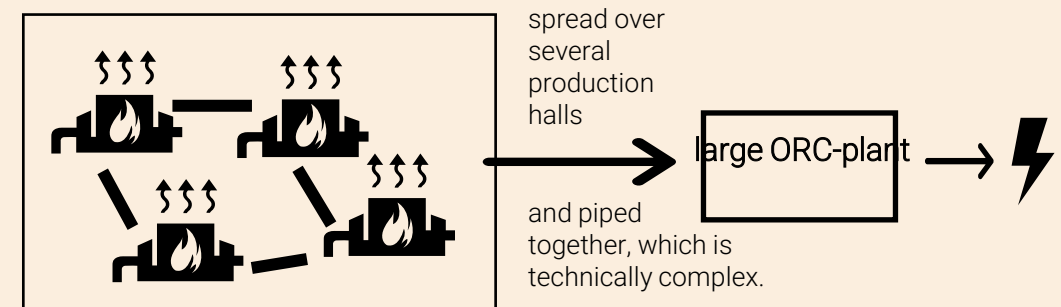 spread over
several
production
halls
large ORC-plant
and piped
together, which is
technically complex.